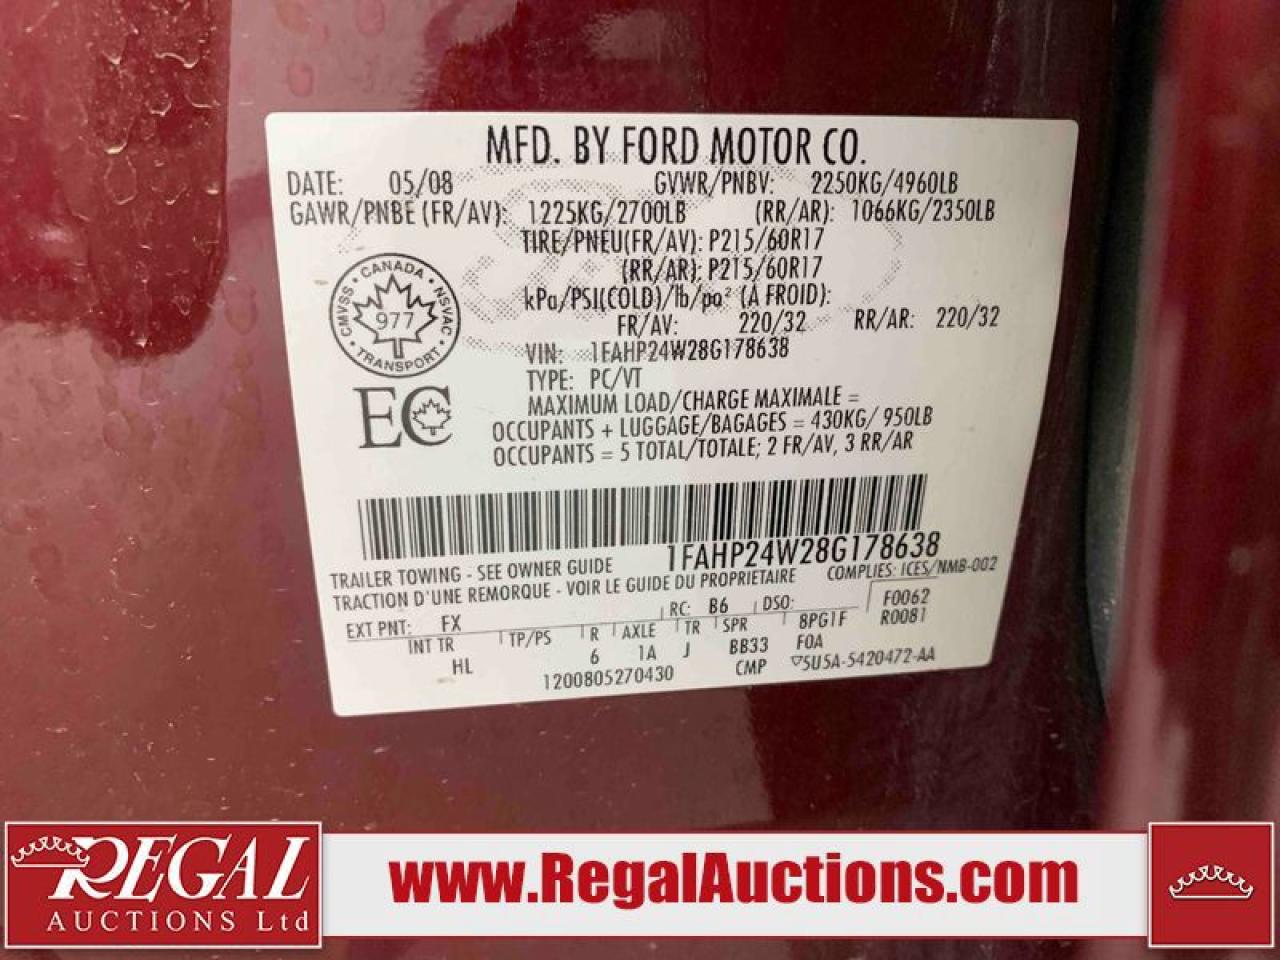 MFD. BY FORD MOTOR CO.
DATE: 05/08 GVWR/PNBV: 2250KG/4960LB
GAWR/PNBE (FR/AV): 1225KG/2700LB (RR/AR): 1066KG/2350LB
TIRE/PNEU(FR/AV): P215/60R17
(RR/AR): P215/60R17
kPa/PSI(COLD)/lb/po² (À FROID):
FR/AV: 220/32 RR/AR: 220/32
CANADA
CMVSS 977 NSVAC
TRANSPORT
VIN: 1FAHP24W28G178638
TYPE: PC/VT
EC
MAXIMUM LOAD/CHARGE MAXIMALE =
OCCUPANTS + LUGGAGE/BAGAGES = 430KG/ 950LB
OCCUPANTS = 5 TOTAL/TOTALE; 2 FR/AV, 3 RR/AR
1FAHP24W28G178638
TRAILER TOWING - SEE OWNER GUIDE
COMPLIES: ICES/NMB-002
TRACTION D'UNE REMORQUE - VOIR LE GUIDE DU PROPRIETAIRE
EXT PNT: FX RC: B6 DSO: F0062
INT TR TP/PS R AXLE TR SPR 8PG1F R0081
HL 6 1A J BB33 F0A
1200805270430 CMP ▽5U5A-5420472-AA
REGAL
AUCTIONS Ltd
www.RegalAuctions.com